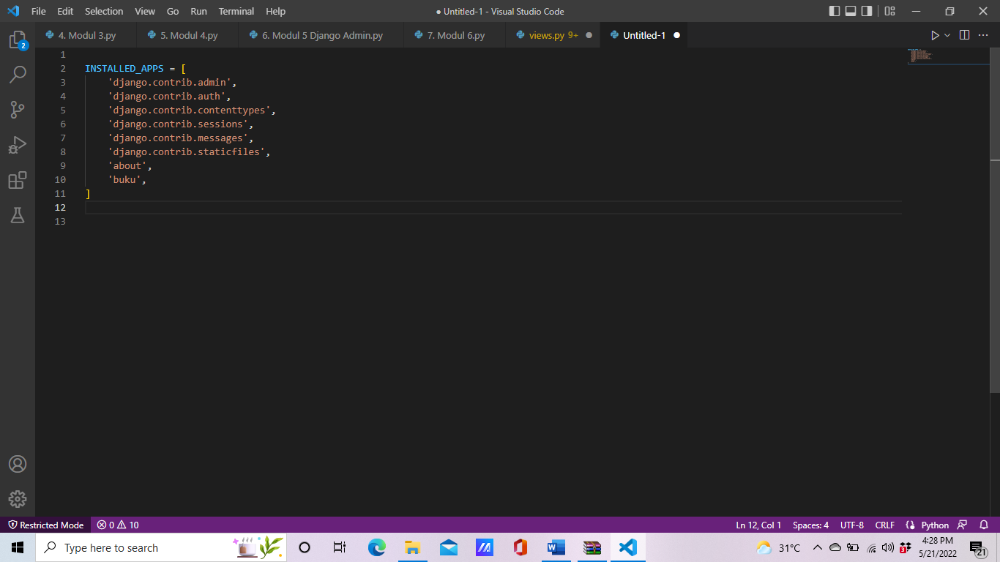 File Edit Selection View Go Run Terminal Help
● Untitled-1 - Visual Studio Code
4. Modul 3.py 5. Modul 4.py 6. Modul 5 Django Admin.py 7. Modul 6.py views.py 9+ Untitled-1
2
1
2 INSTALLED_APPS = [
3 'django.contrib.admin',
4 'django.contrib.auth',
5 'django.contrib.contenttypes',
6 'django.contrib.sessions',
7 'django.contrib.messages',
8 'django.contrib.staticfiles',
9 'about',
10 'buku',
11 ]
12
13
Restricted Mode 0 10 Ln 12, Col 1 Spaces: 4 UTF-8 CRLF Python
Type here to search
31°C
4:28 PM
5/21/2022
21